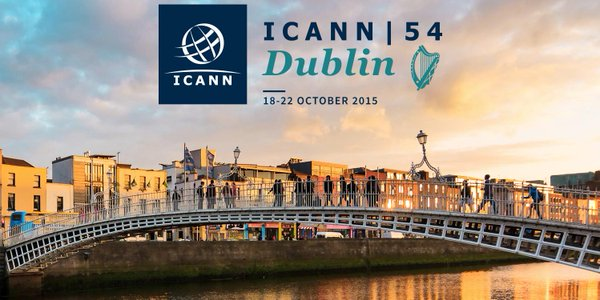 ICANN
ICANN | 54
Dublin
18-22 OCTOBER 2015